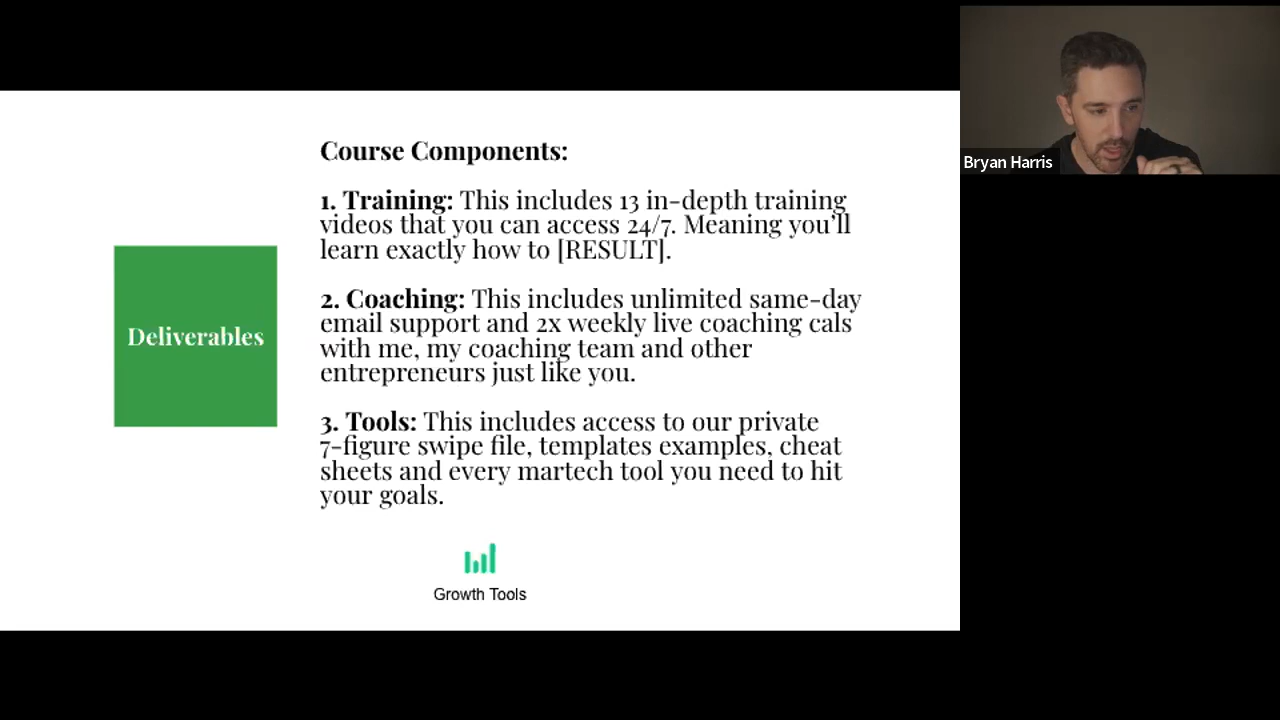 Course Components:
1. Training: This includes 13 in-depth training
videos that you can access 24/7. Meaning you'll
learn exactly how to [RESULT].
2. Coaching: This includes unlimited same-day
email support and 2x weekly live coaching cals
with me, my coaching team and other
entrepreneurs just like you.
3. Tools: This includes access to our private
7-figure swipe file, templates examples, cheat
sheets and every martech tool you need to hit
your goals.
Deliverables
Growth Tools
Bryan Harris